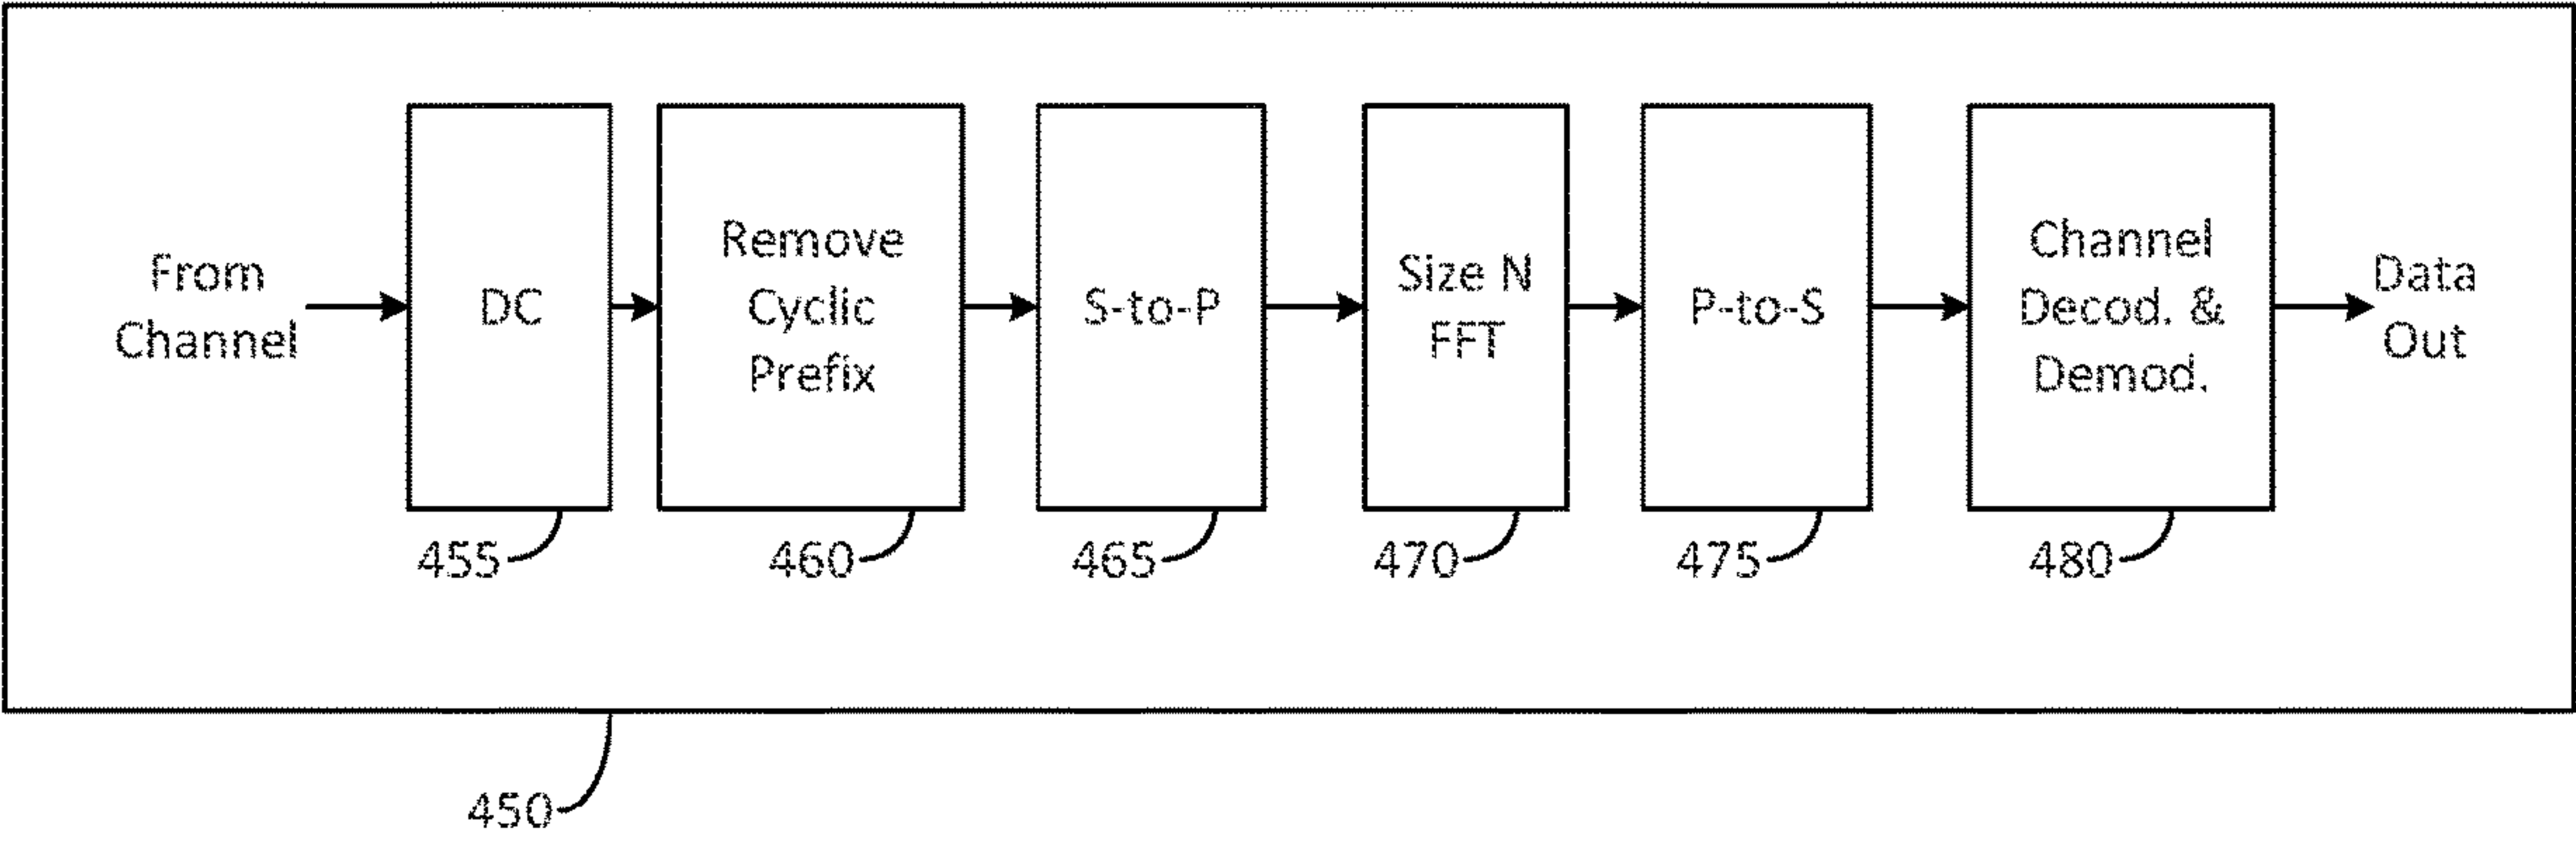 From
Channel
DC
Remove
Cyclic
Prefix
S-to-P
Size N
FFT
P-to-S
Channel
Decod. &
Demod.
Data
Out
455
460
465
470
475
480
450